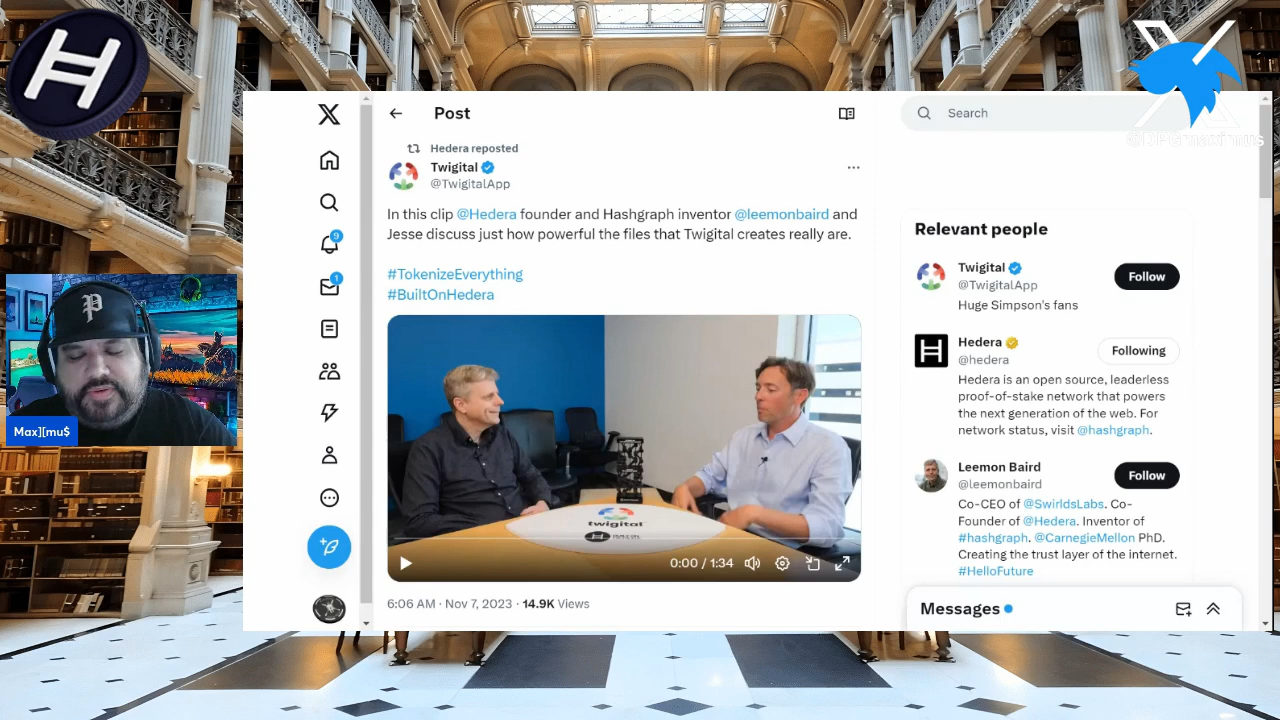 Post
Search
Hedera reposted
Twigital
@TwigitalApp
In this clip @Hedera founder and Hashgraph inventor @leemonbaird and
Jesse discuss just how powerful the files that Twigital creates really are.
#TokenizeEverything
#BuiltOnHedera
9
1
twigital
0:00 / 1:34
6:06 AM · Nov 7, 2023 · 14.9K Views
Relevant people
Twigital
@TwigitalApp
Follow
Huge Simpson's fans
Hedera
@hedera
Following
Hedera is an open source, leaderless
proof-of-stake network that powers
the next generation of the web. For
network status, visit @hashgraph.
Leemon Baird
@leemonbaird
Follow
Co-CEO of @SwirldsLabs. Co-
Founder of @Hedera. Inventor of
#hashgraph. @CarnegieMellon PhD.
Creating the trust layer of the internet.
#HelloFuture
Messages
Max][mu$